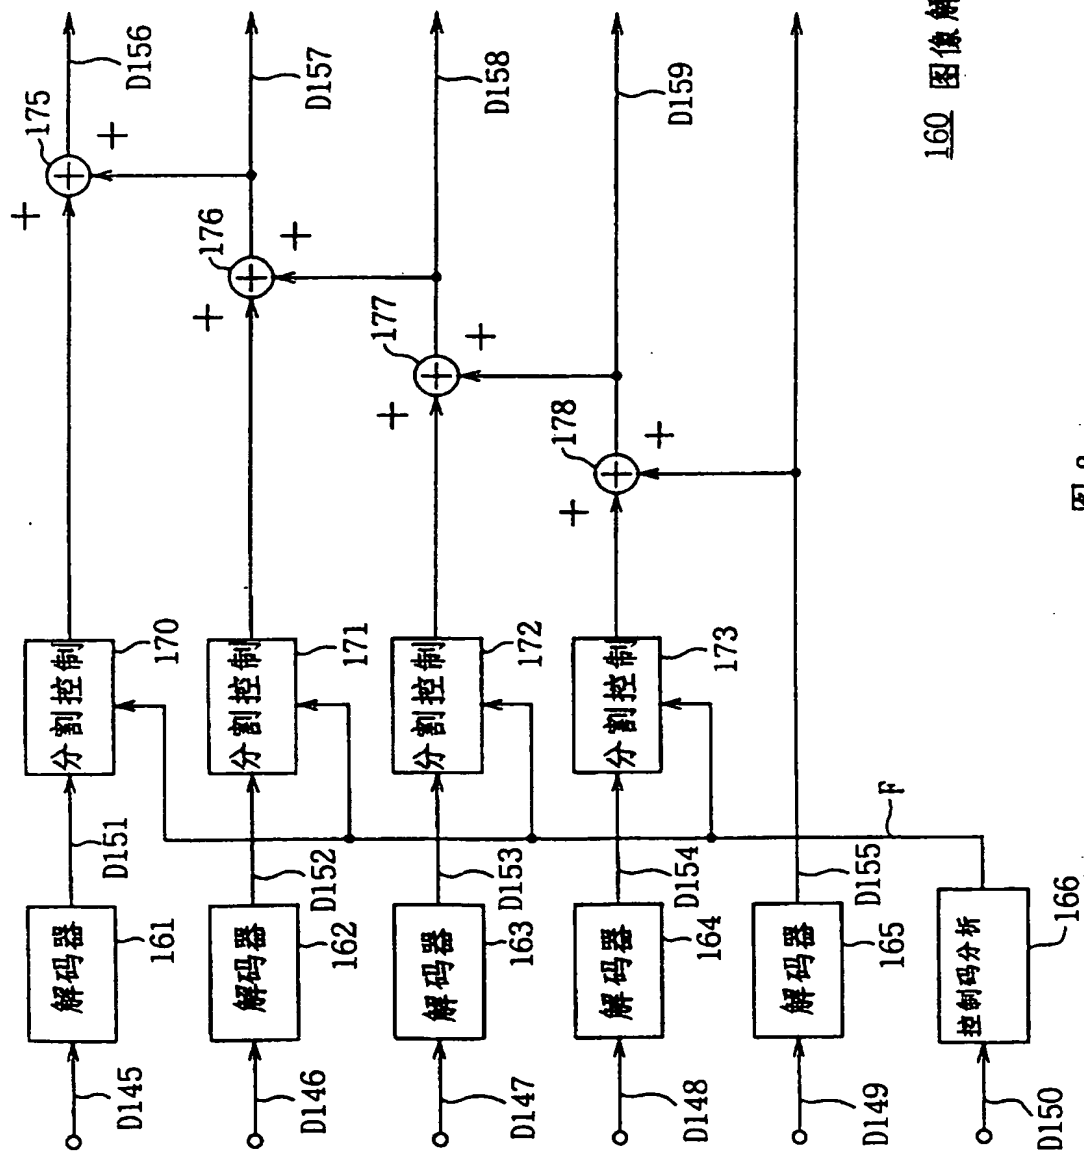 D145
解码器
161
D151
分割控制
170
+
175
+
D156
D146
解码器
162
D152
分割控制
171
+
176
+
D157
D147
解码器
163
D153
分割控制
172
+
177
+
D158
D148
解码器
164
D154
分割控制
173
+
178
+
D159
D149
解码器
165
D155
D150
控制码分析
166
F
160 图像解
图